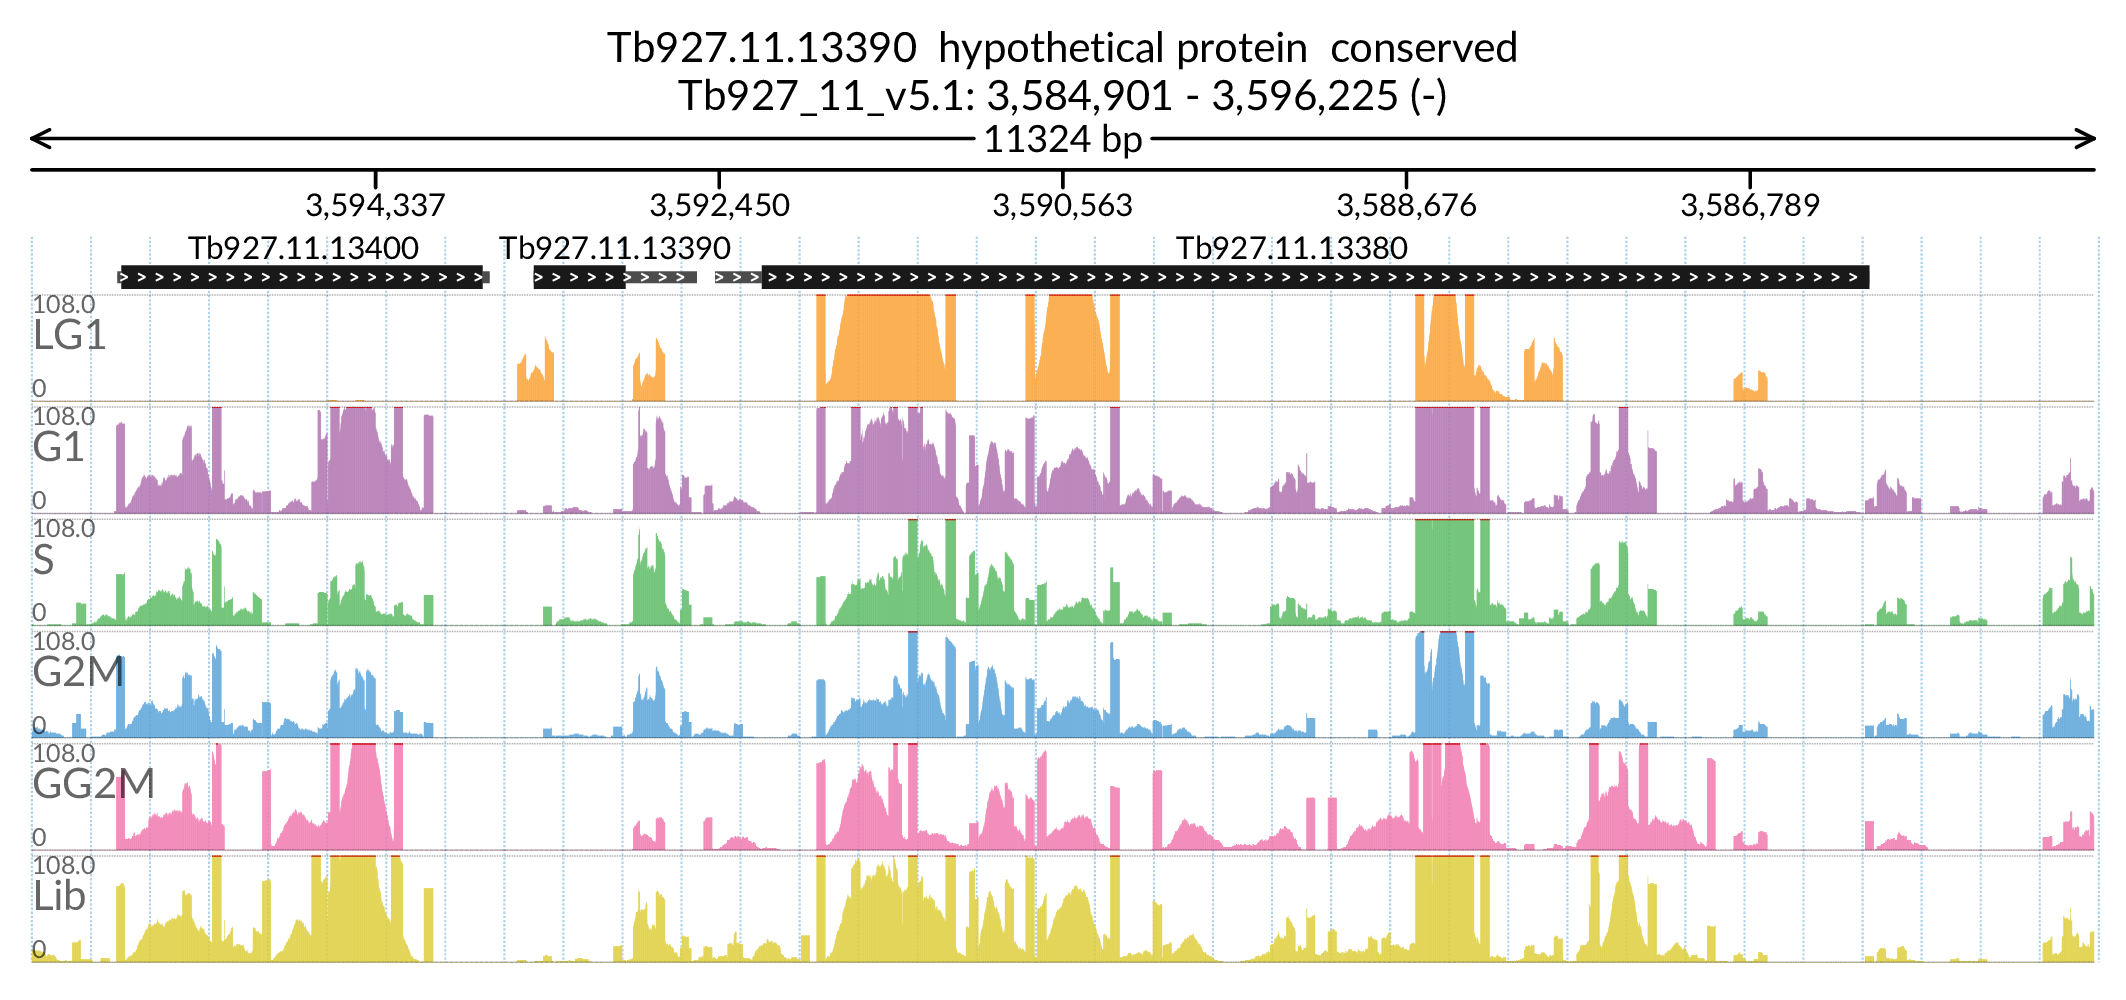 Tb927.11.13390  hypothetical protein  conserved
Tb927_11_v5.1: 3,584,901 - 3,596,225 (-)
11324 bp
3,594,337 3,592,450 3,590,563 3,588,676 3,586,789
Tb927.11.13400 Tb927.11.13390 Tb927.11.13380
108.0
LG1
0
108.0
G1
0
108.0
S
0
108.0
G2M
0
108.0
GG2M
0
108.0
Lib
0